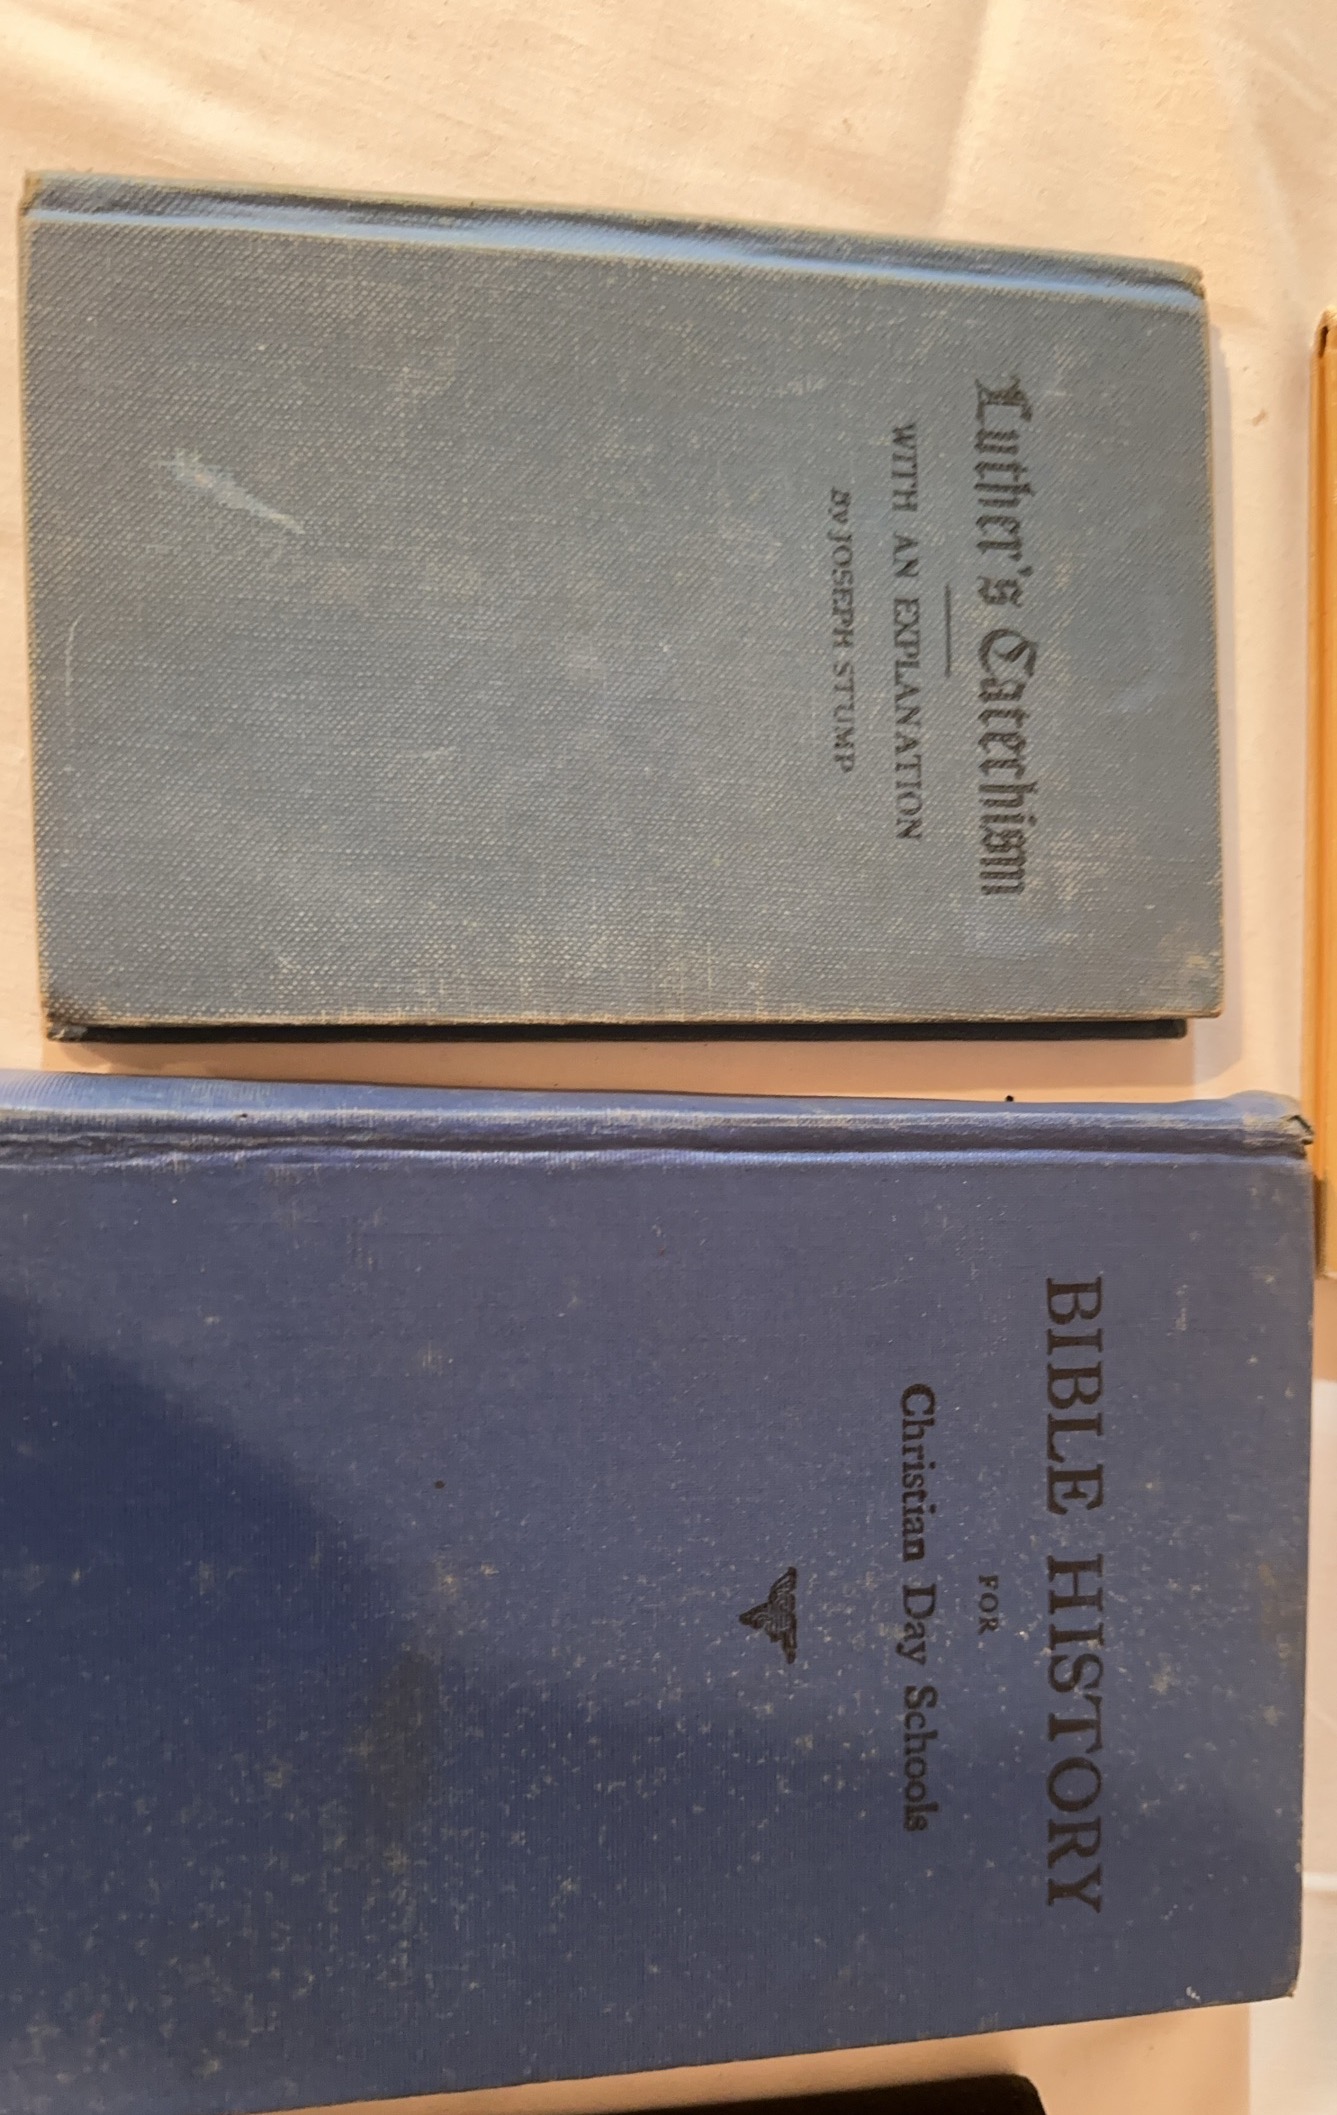 Luther's Catechism
WITH AN EXPLANATION
By JOSEPH STUMP
BIBLE HISTORY
FOR
Christian Day Schools